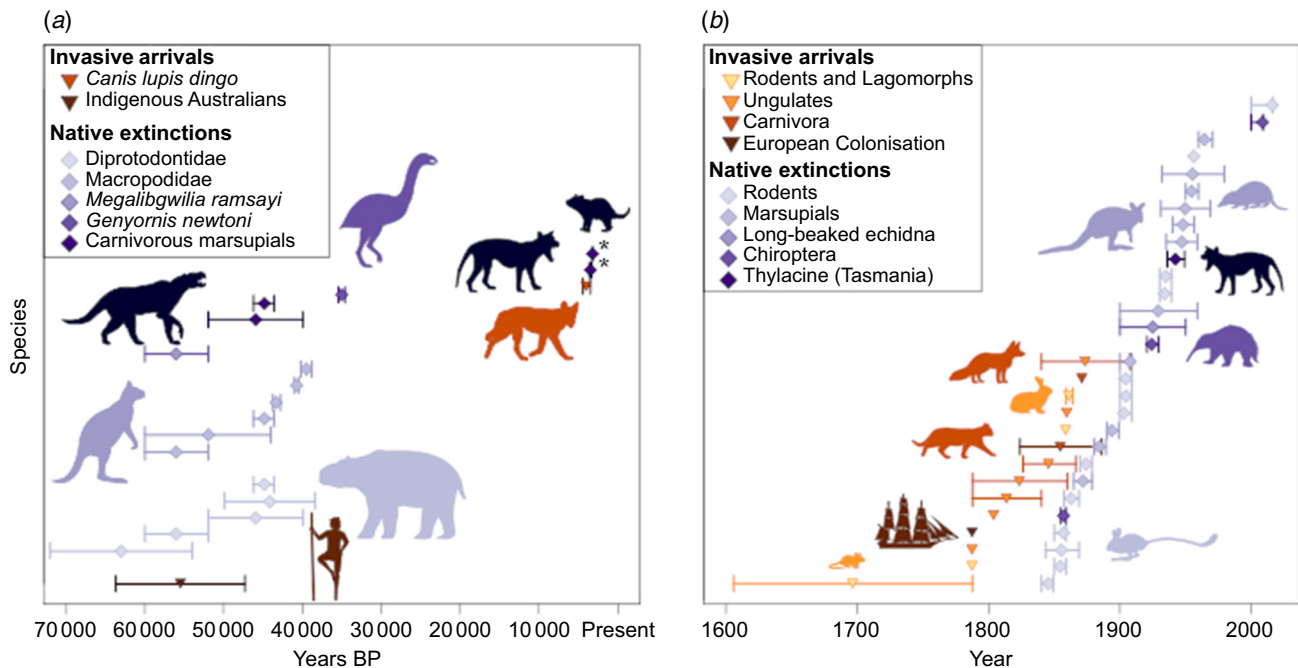 (a)
Invasive arrivals
Canis lupis dingo
Indigenous Australians
Native extinctions
Diprotodontidae
Macropodidae
Megalibgwilia ramsayi
Genyornis newtoni
Carnivorous marsupials
*
*
Species
70 000 60 000 50 000 40 000 30 000 20 000 10 000 Present
Years BP
(b)
Invasive arrivals
Rodents and Lagomorphs
Ungulates
Carnivora
European Colonisation
Native extinctions
Rodents
Marsupials
Long-beaked echidna
Chiroptera
Thylacine (Tasmania)
1600 1700 1800 1900 2000
Year